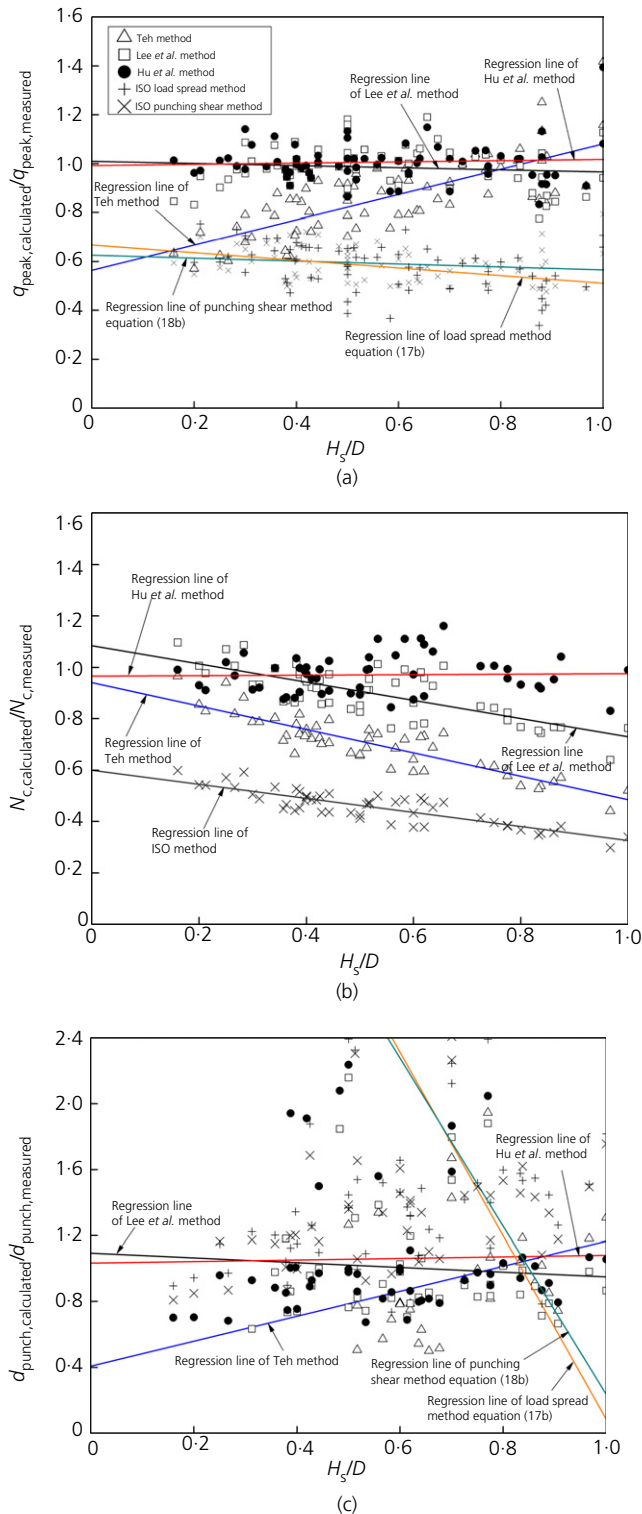 1·6
1·4
1·2
1·0
0·8
0·6
0·4
0·2
0
q peak,calculated/q peak,measured
Teh method
Lee et al. method
Hu et al. method
ISO load spread method
ISO punching shear method
Regression line
of Lee et al. method
Regression line of
Hu et al. method
Regression line of
Teh method
Regression line of punching shear method
equation (18b)
Regression line of load spread method
equation (17b)
0 0·2 0·4 0·6 0·8 1·0
Hs/D
(a)
1·6
1·4
1·2
1·0
0·8
0·6
0·4
0·2
0
Nc,calculated/Nc,measured
Regression line of
Hu et al. method
Regression line of
Teh method
Regression line
of Lee et al. method
Regression line of
ISO method
0 0·2 0·4 0·6 0·8 1·0
Hs/D
(b)
2·4
2·0
1·6
1·2
0·8
0·4
0
d punch,calculated/d punch,measured
Regression line
of Lee et al. method
Regression line of
Hu et al. method
Regression line of Teh method
Regression line of punching
shear method equation (18b)
Regression line of load spread
method equation (17b)
0 0·2 0·4 0·6 0·8 1·0
Hs/D
(c)